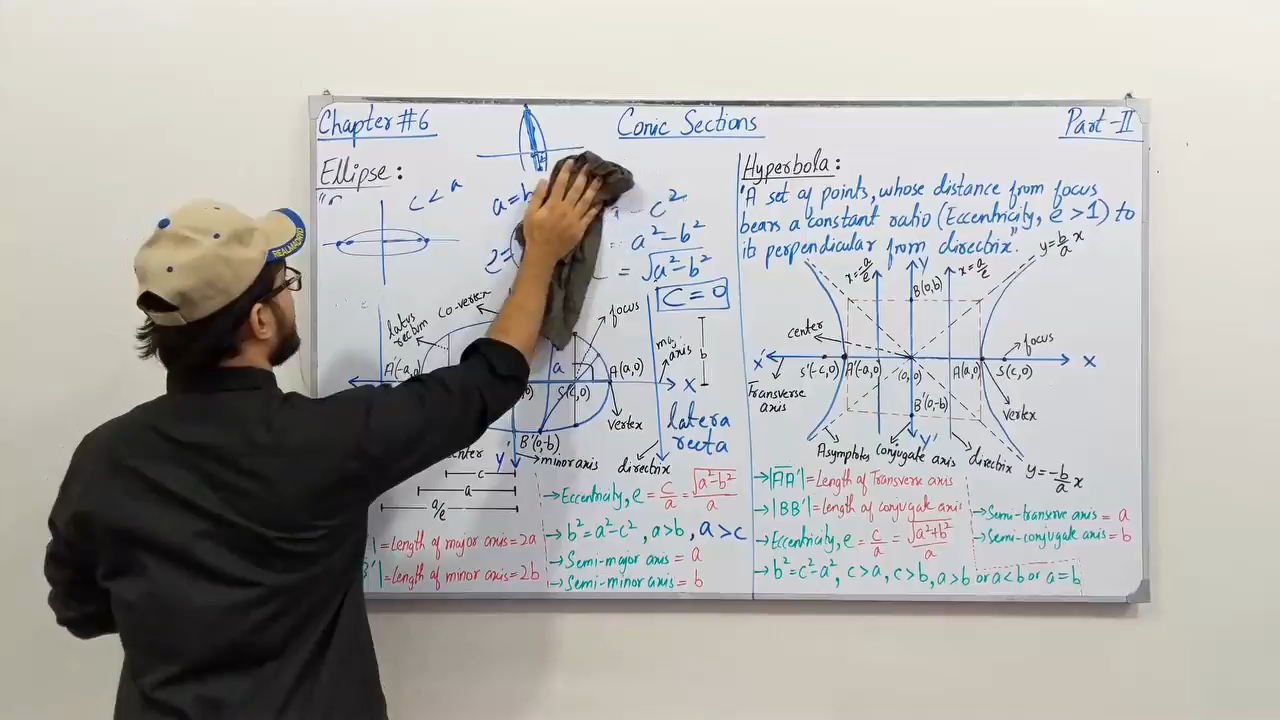 Chapter #6
Conic Sections
Part-II
Ellipse:
c < a
a=b
- c²
= a²-b²
= √a²-b²
c = 0
latus rectum
co-vertex
focus
major axis
b
A'(-a,0)
a
S(c,0)
A(a,0)
X
vertex
latera recta
B'(0,-b)
Y'
minor axis
directrix
c
a
a/e
→Eccentricity, e = c/a = √a²-b²/a
→b²=a²-c², a>b, a>c
→Semi-major axis = a
→Semi-minor axis = b
=Length of major axis=2a
=Length of minor axis=2b
Hyperbola:
"A set of points, whose distance from focus
bears a constant ratio (Eccentricity, e >1) to
its perpendicular from directrix."
y=b/a x
x=-a/e
Y
x=a/e
B(0,b)
center
focus
X'
S'(-c,0)
A'(-a,0)
(0,0)
A(a,0)
S(c,0)
X
Transverse axis
B'(0,-b)
vertex
Y'
Asymptotes
conjugate axis
directrix
y=-b/a x
→|AA'|=Length of Transverse axis
→|BB'|=length of conjugate axis
→Eccentricity, e = c/a = √a²+b²/a
→b²=c²-a², c>a, c>b, a>b or a<b or a=b
→Semi-transverse axis = a
→Semi-conjugate axis = b
REALMADRID